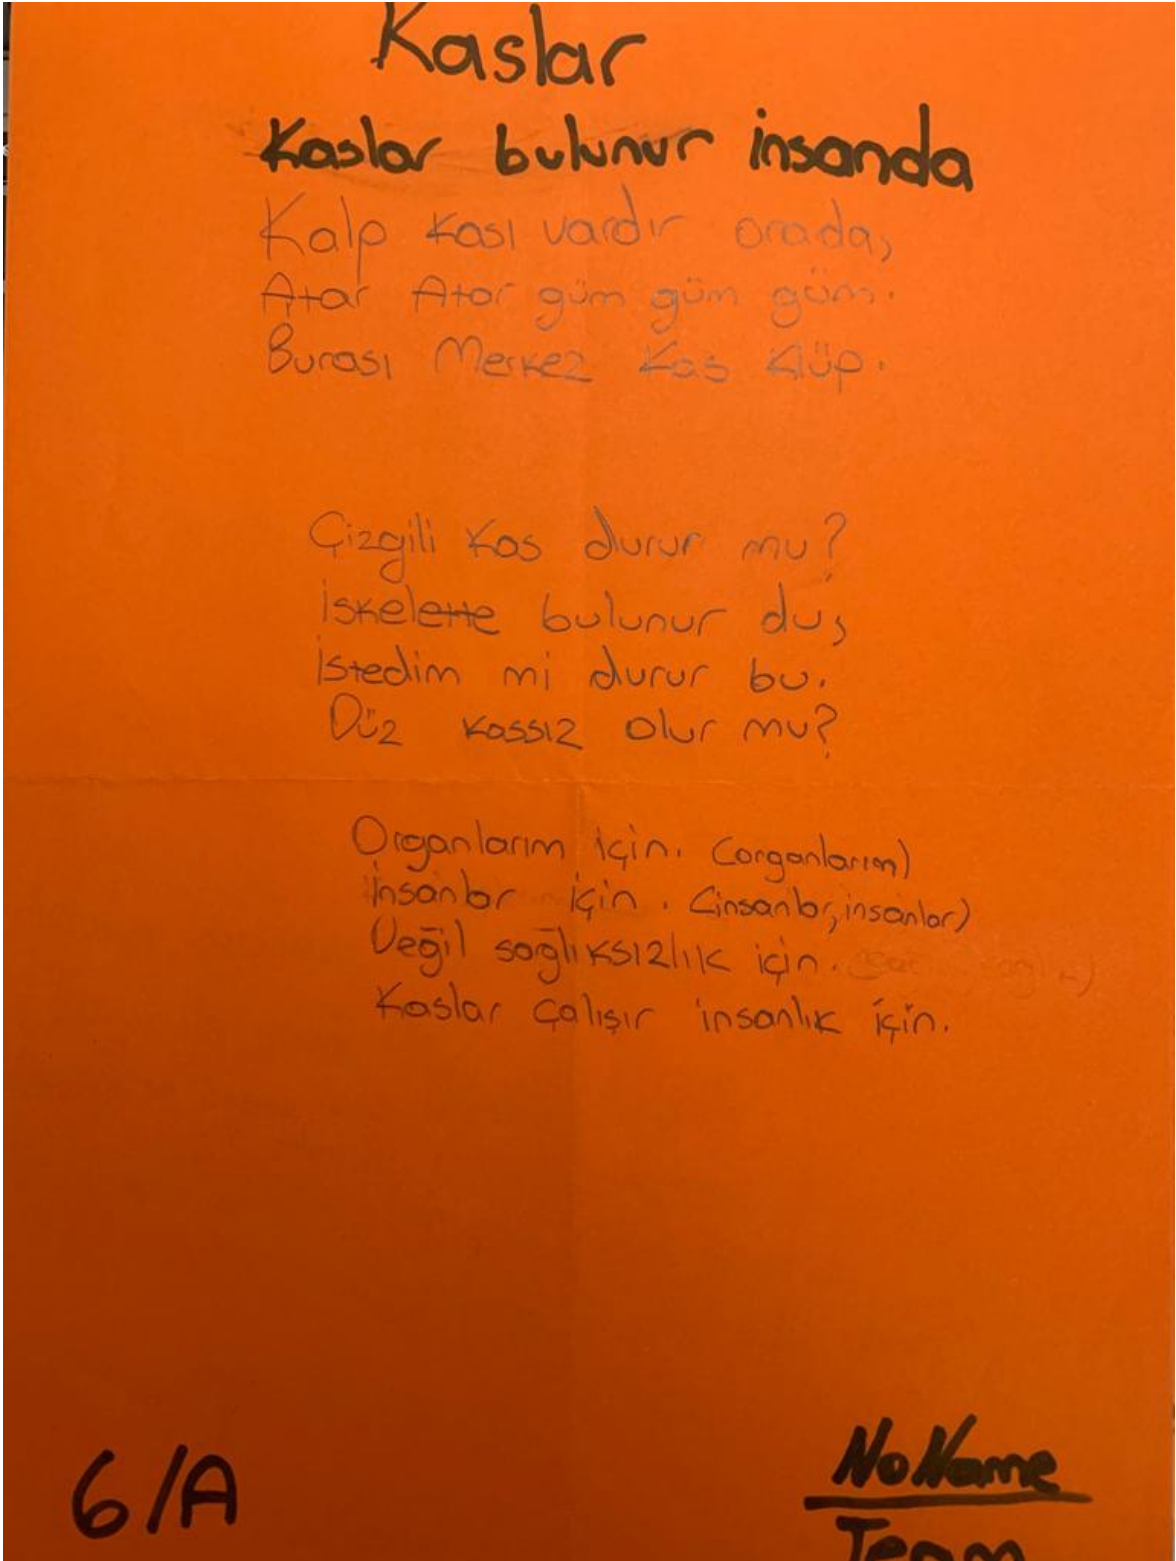 Kaslar
Kaslar bulunur insanda
Kalp kası vardır orada,
Atar Atar güm güm güm.
Burası Merkez Kas Klüp.
Çizgili Kas durur mu?
İskelette bulunur du,
İstedim mi durur bu.
Düz kassız olur mu?
Organlarım için. (organlarım)
İnsanlar için. (insanlar, insanlar)
Değil sağlıksızlık için.
Kaslar çalışır insanlık için.
6/A
NoName
Team